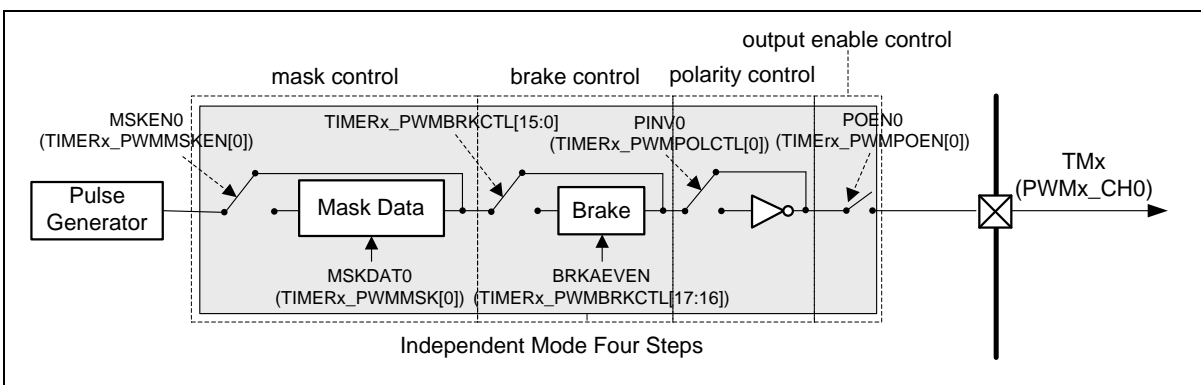 output enable control
mask control
brake control
polarity control
MSKEN0
(TIMERx_PWMMSKEN[0])
TIMERx_PWMBRKCTL[15:0]
PINV0
(TIMERx_PWMPOLCTL[0])
POEN0
(TIMErx_PWMPOEN[0])
Pulse
Generator
Mask Data
Brake
TMx
(PWMx_CH0)
MSKDAT0
(TIMERx_PWMMSK[0])
BRKAEVEN
(TIMERx_PWMBRKCTL[17:16])
Independent Mode Four Steps